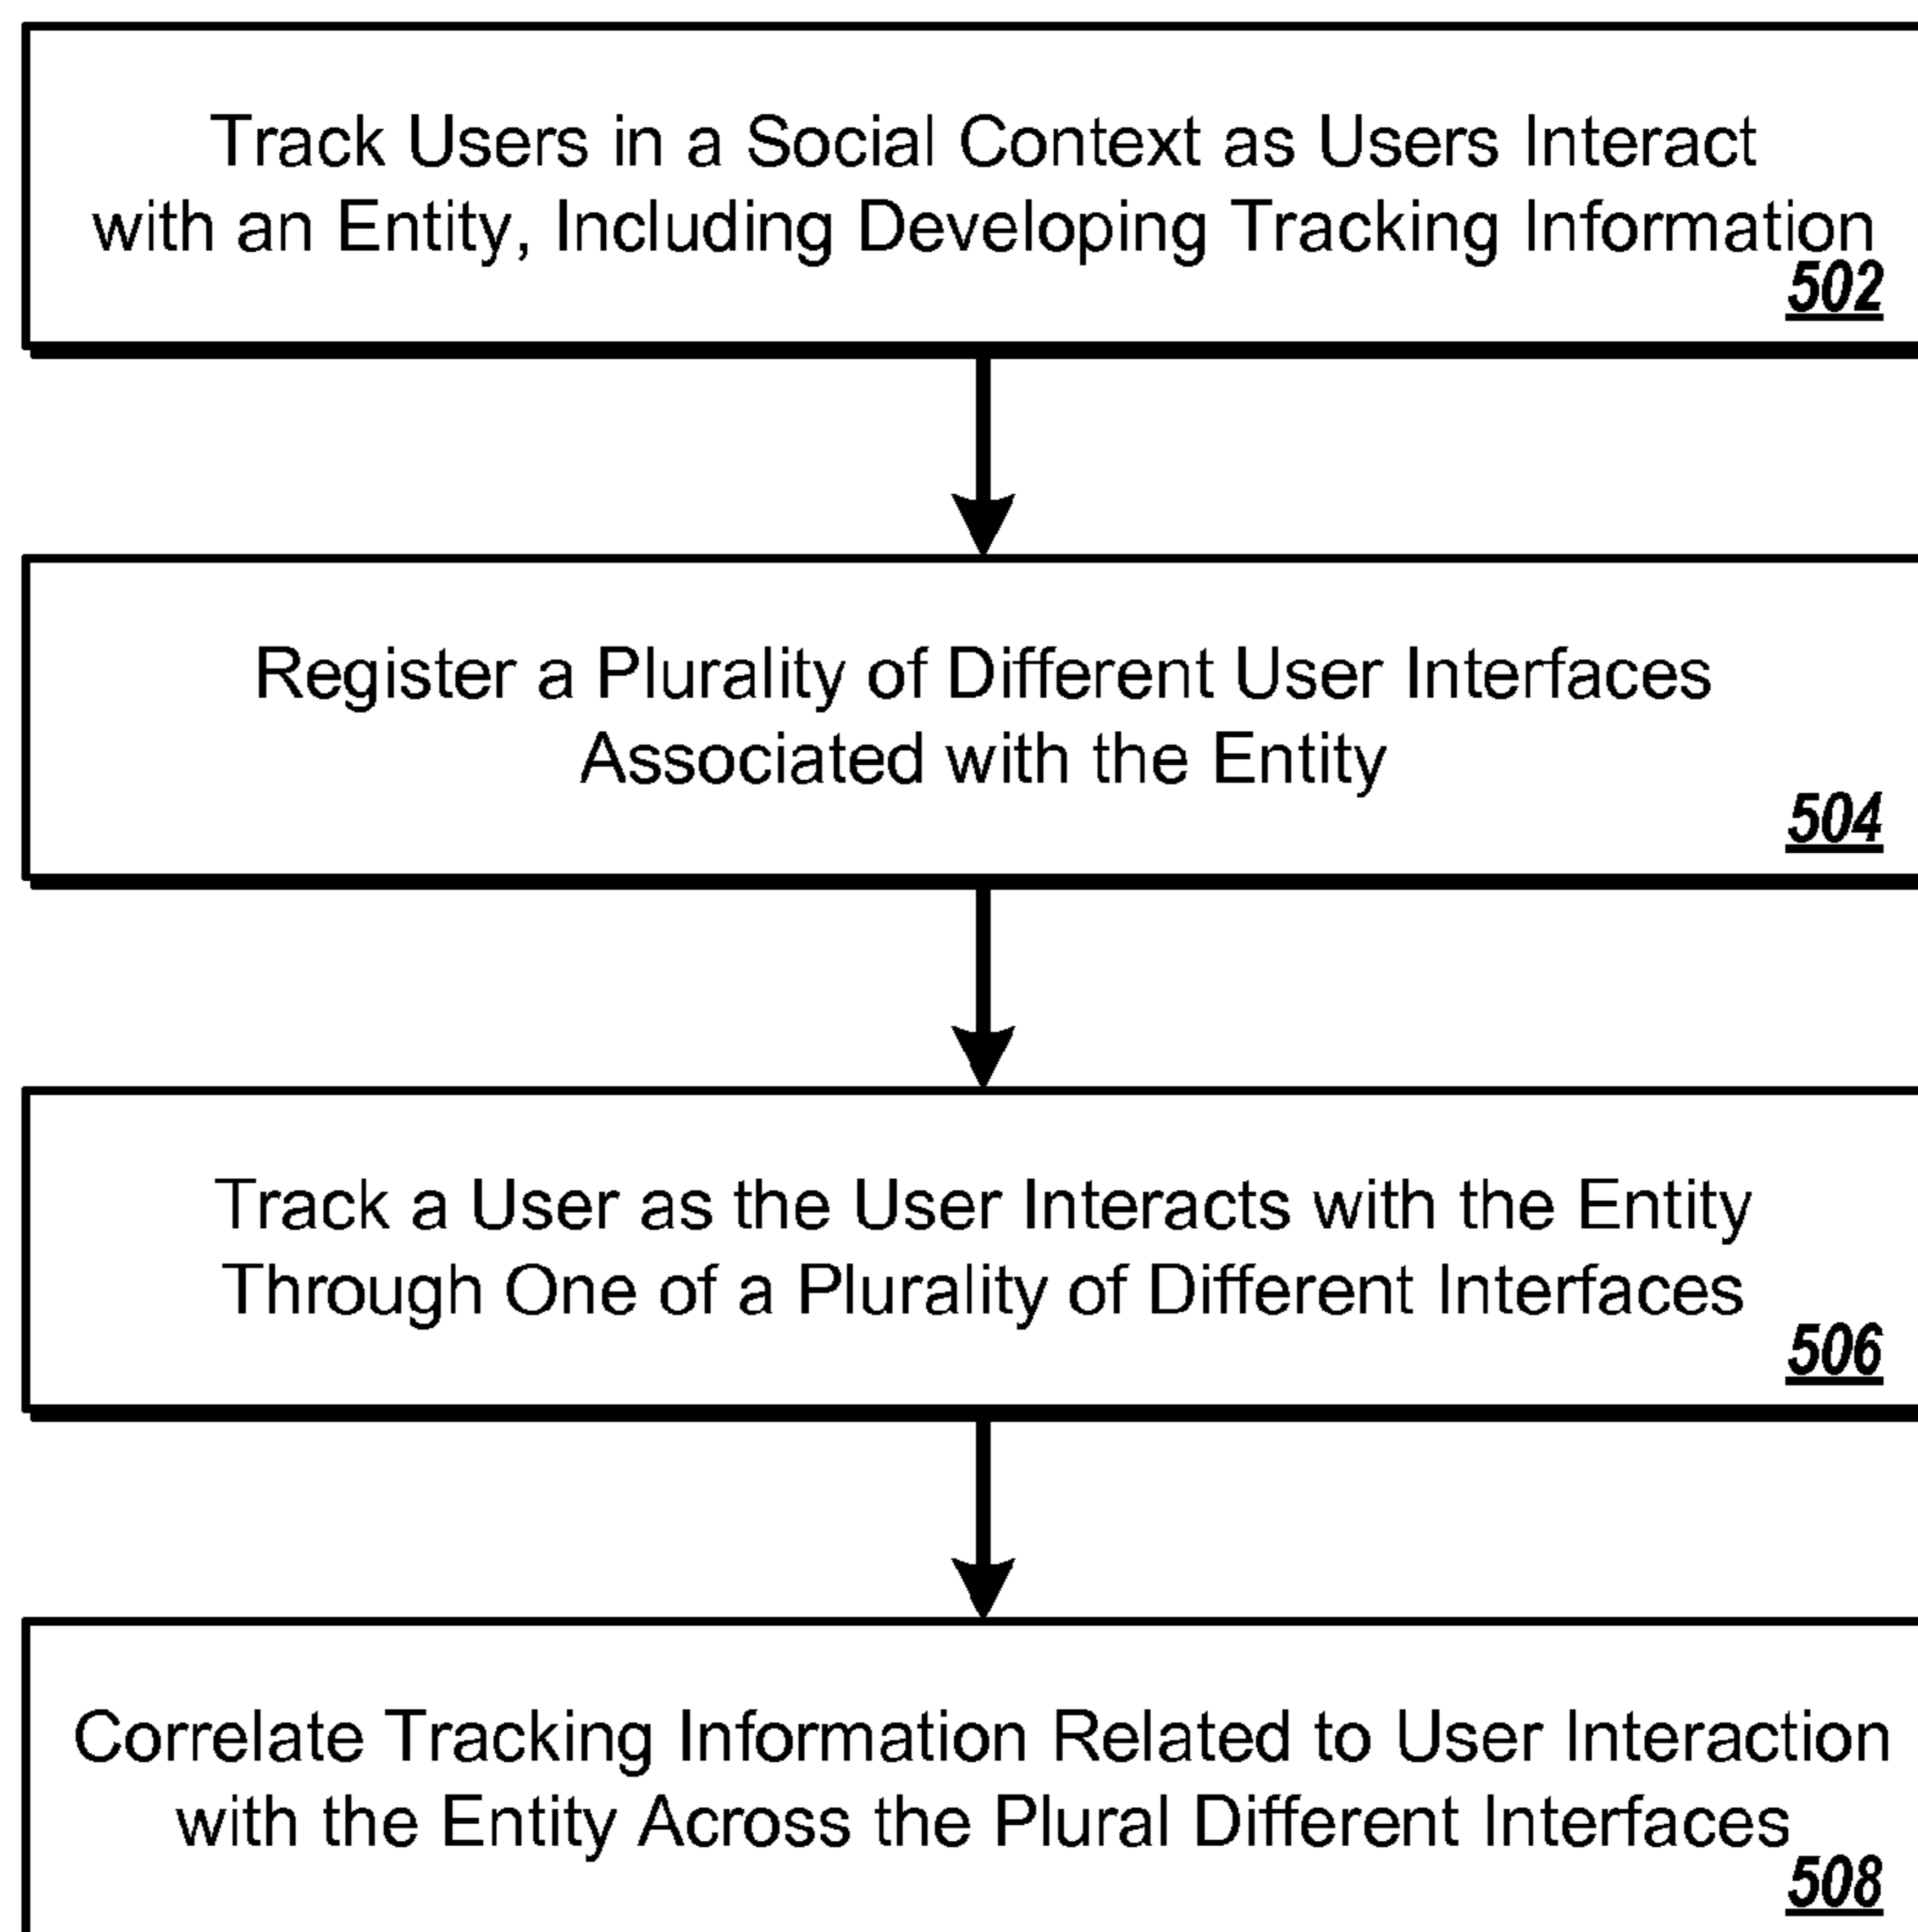 Track Users in a Social Context as Users Interact
with an Entity, Including Developing Tracking Information
502
Register a Plurality of Different User Interfaces
Associated with the Entity
504
Track a User as the User Interacts with the Entity
Through One of a Plurality of Different Interfaces
506
Correlate Tracking Information Related to User Interaction
with the Entity Across the Plural Different Interfaces
508